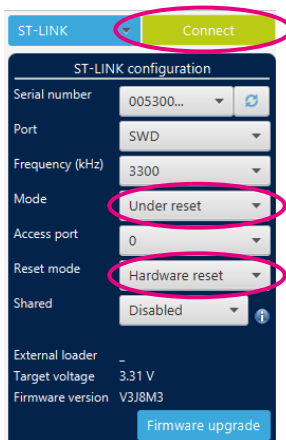 ST-LINK Connect
ST-LINK configuration
Serial number 005300...
Port SWD
Frequency (kHz) 3300
Mode Under reset
Access port 0
Reset mode Hardware reset
Shared Disabled
External loader _
Target voltage 3.31 V
Firmware version V3J8M3
Firmware upgrade